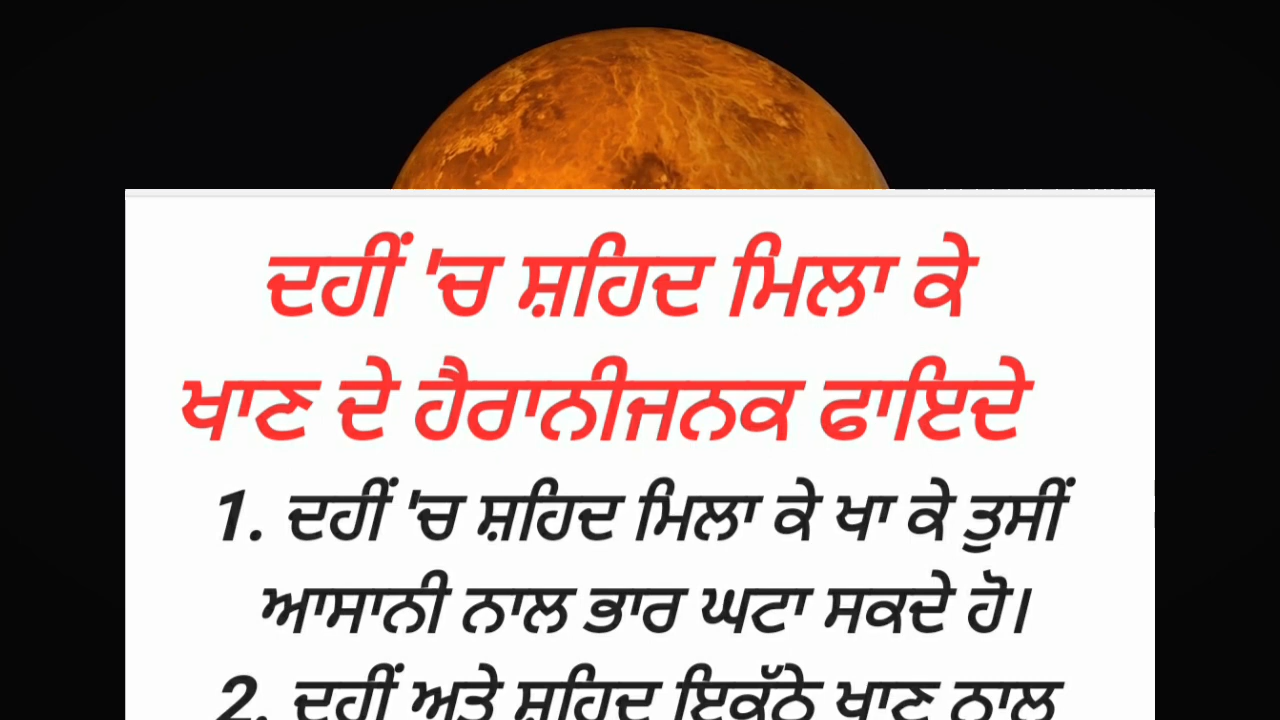 ਦਹੀਂ 'ਚ ਸ਼ਹਿਦ ਮਿਲਾ ਕੇ
ਖਾਣ ਦੇ ਹੈਰਾਨੀਜਨਕ ਫਾਇਦੇ
1. ਦਹੀਂ 'ਚ ਸ਼ਹਿਦ ਮਿਲਾ ਕੇ ਖਾ ਕੇ ਤੁਸੀਂ
ਆਸਾਨੀ ਨਾਲ ਭਾਰ ਘਟਾ ਸਕਦੇ ਹੋ।
2. ਦਹੀਂ ਅਤੇ ਸ਼ਹਿਦ ਇਕੱਠੇ ਖਾਣ ਨਾਲ